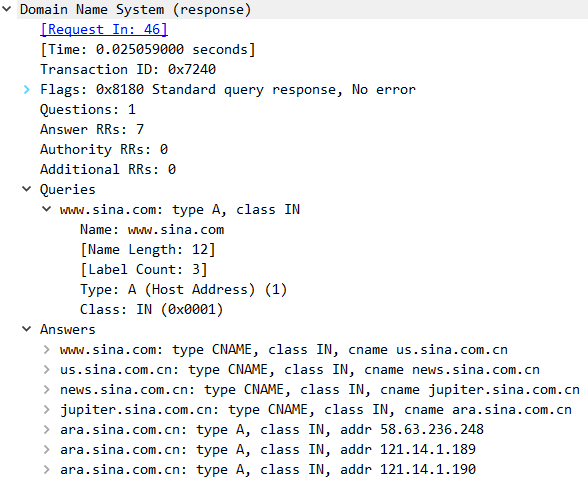 Domain Name System (response)
[Request In: 46]
[Time: 0.025059000 seconds]
Transaction ID: 0x7240
Flags: 0x8180 Standard query response, No error
Questions: 1
Answer RRs: 7
Authority RRs: 0
Additional RRs: 0
Queries
www.sina.com: type A, class IN
Name: www.sina.com
[Name Length: 12]
[Label Count: 3]
Type: A (Host Address) (1)
Class: IN (0x0001)
Answers
www.sina.com: type CNAME, class IN, cname us.sina.com.cn
us.sina.com.cn: type CNAME, class IN, cname news.sina.com.cn
news.sina.com.cn: type CNAME, class IN, cname jupiter.sina.com.cn
jupiter.sina.com.cn: type CNAME, class IN, cname ara.sina.com.cn
ara.sina.com.cn: type A, class IN, addr 58.63.236.248
ara.sina.com.cn: type A, class IN, addr 121.14.1.189
ara.sina.com.cn: type A, class IN, addr 121.14.1.190